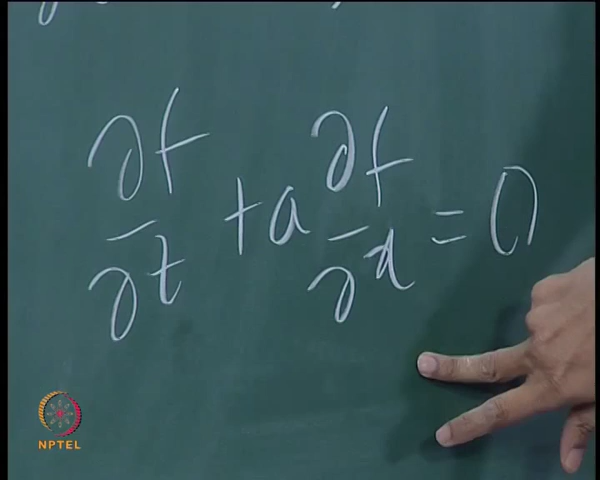 ∂f/∂t + a ∂f/∂x = 0
NPTEL